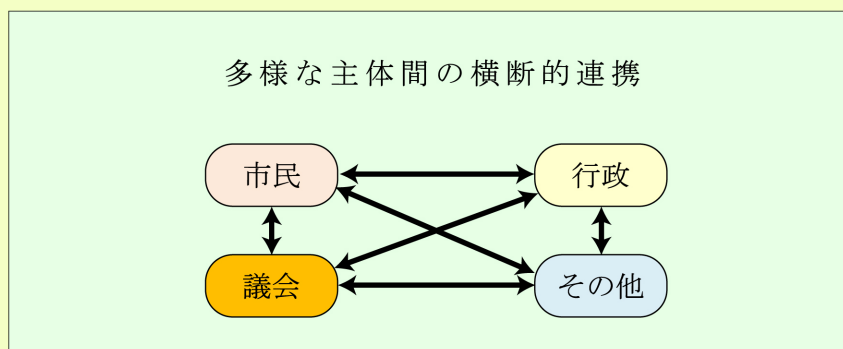 多様な主体間の横断的連携
市民
行政
議会
その他